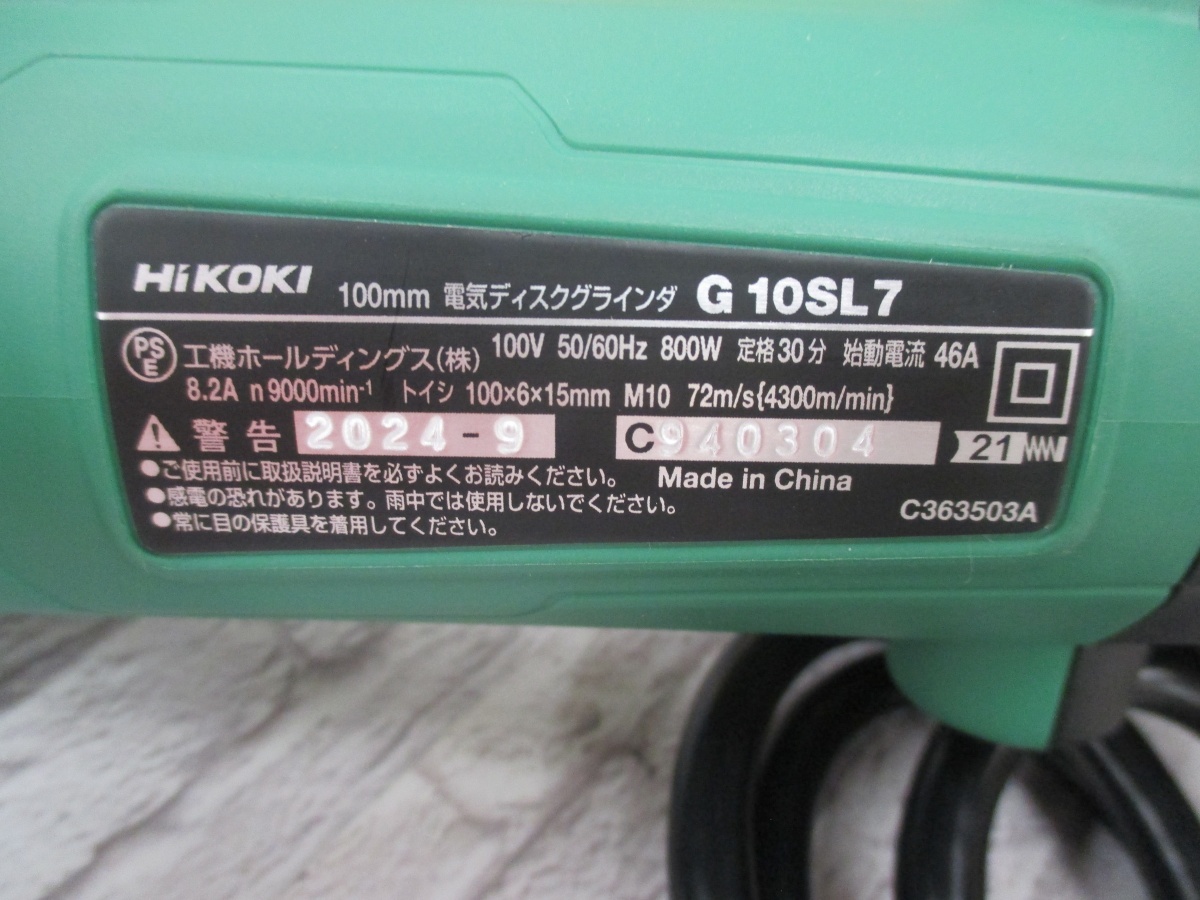 HiKOKI 100mm 電気ディスクグラインダ G 10SL7
PSE 工機ホールディングス(株) 100V 50/60Hz 800W 定格30分 始動電流 46A
8.2A n 9000min-1 トイシ 100×6×15mm M10 72m/s{4300m/min}
警告 2024-9 C940304 21
●ご使用前に取扱説明書を必ずよくお読みください。 Made in China
●感電の恐れがあります。雨中では使用しないでください。
●常に目の保護具を着用してください。 C363503A